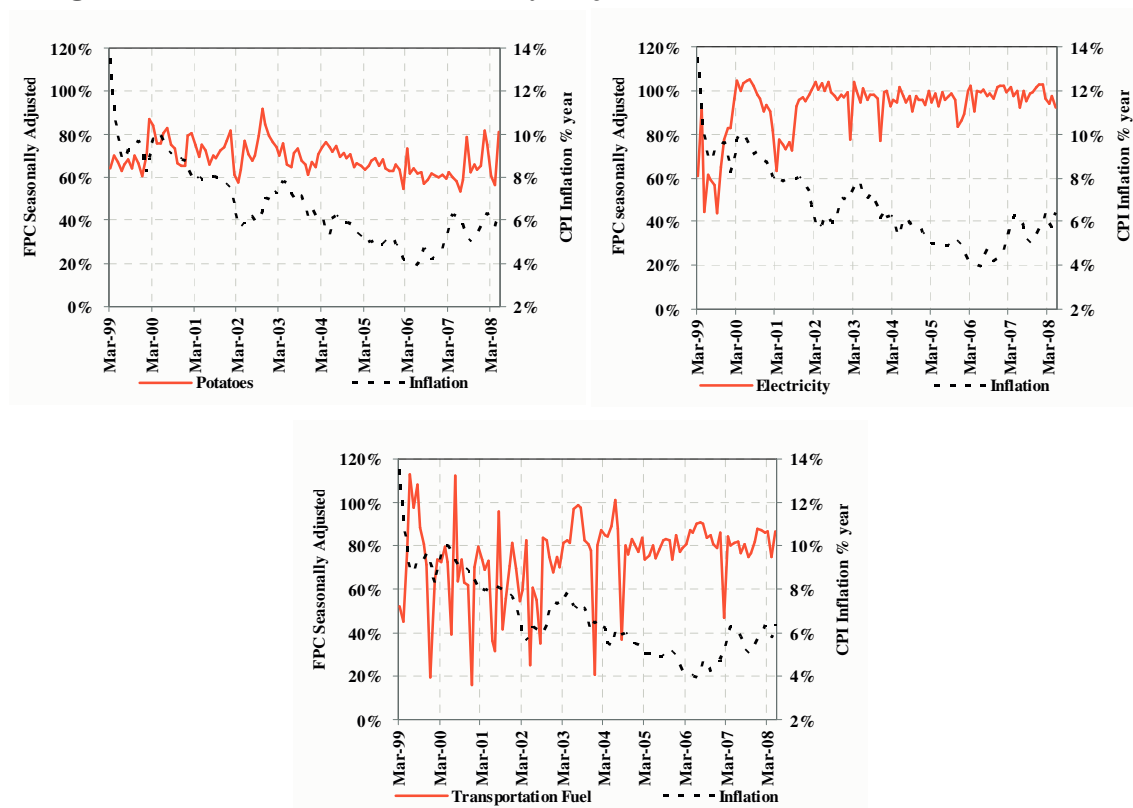 120%
100%
80%
60%
40%
20%
0%
FPC Seasonally Adjusted
14%
12%
10%
8%
6%
4%
2%
CPI Inflation % year
Mar-99
Mar-00
Mar-01
Mar-02
Mar-03
Mar-04
Mar-05
Mar-06
Mar-07
Mar-08
Potatoes
Inflation
120%
100%
80%
60%
40%
20%
0%
FPC seasonally Adjusted
14%
12%
10%
8%
6%
4%
2%
CPI Inflation % year
Mar-99
Mar-00
Mar-01
Mar-02
Mar-03
Mar-04
Mar-05
Mar-06
Mar-07
Mar-08
Electricity
Inflation
120%
100%
80%
60%
40%
20%
0%
FPC Seasonally Adjusted
14%
12%
10%
8%
6%
4%
2%
CPI Inflation % year
Mar-99
Mar-00
Mar-01
Mar-02
Mar-03
Mar-04
Mar-05
Mar-06
Mar-07
Mar-08
Transportation Fuel
Inflation